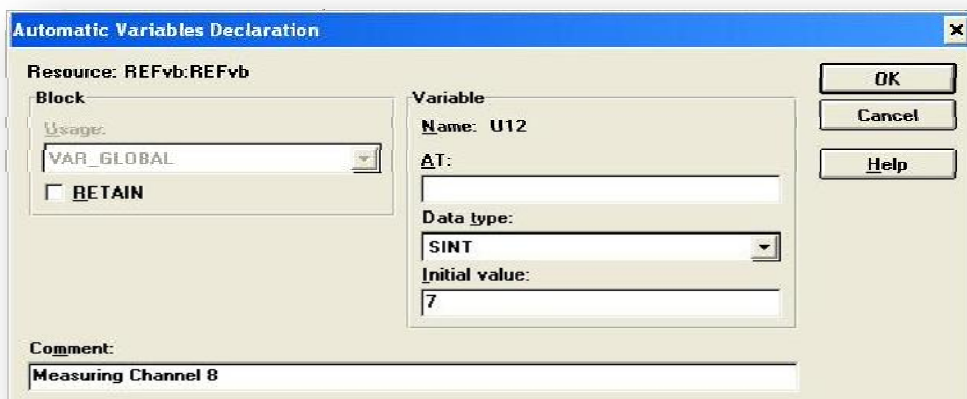 Automatic Variables Declaration
Resource: REFvb:REFvb
Block
Usage:
VAR_GLOBAL
RETAIN
Variable
Name: U12
AT:
Data type:
SINT
Initial value:
7
OK
Cancel
Help
Comment:
Measuring Channel 8